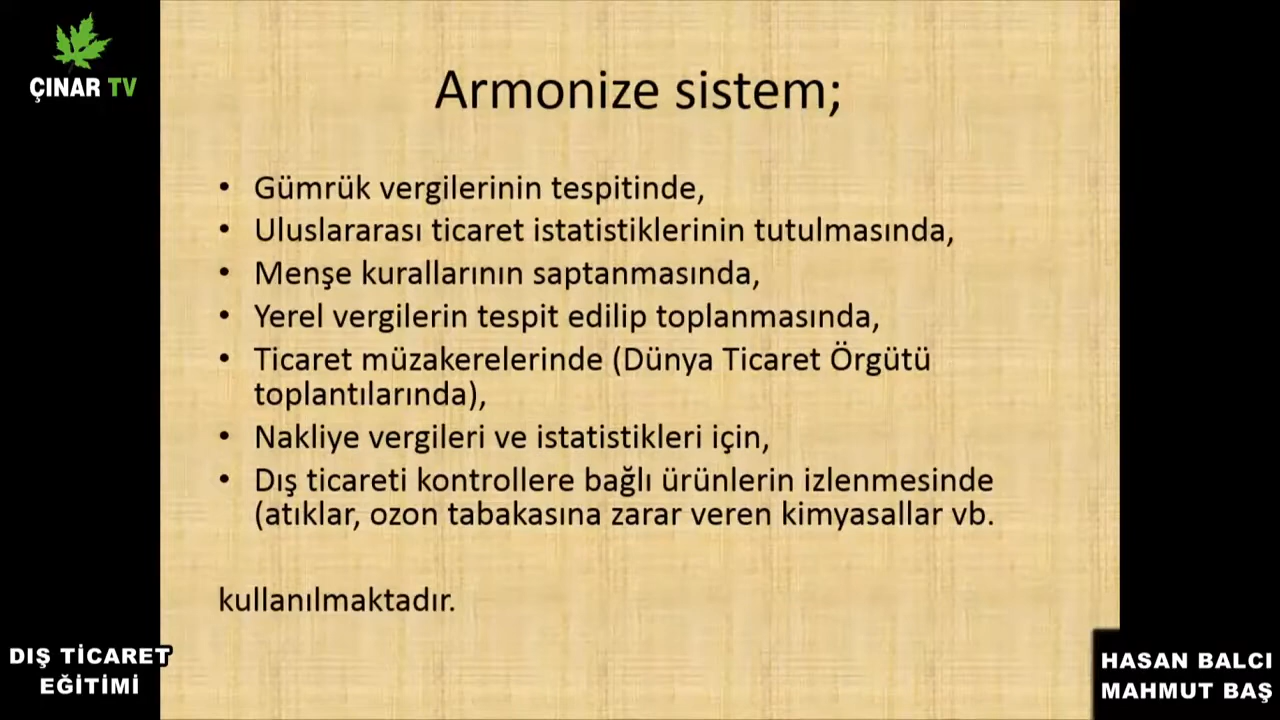 ÇINAR TV
Armonize sistem;
• Gümrük vergilerinin tespitinde,
• Uluslararası ticaret istatistiklerinin tutulmasında,
• Menşe kurallarının saptanmasında,
• Yerel vergilerin tespit edilip toplanmasında,
• Ticaret müzakerelerinde (Dünya Ticaret Örgütü
toplantılarında),
• Nakliye vergileri ve istatistikleri için,
• Dış ticareti kontrollere bağlı ürünlerin izlenmesinde
(atıklar, ozon tabakasına zarar veren kimyasallar vb.
kullanılmaktadır.
DIŞ TİCARET
EĞİTİMİ
HASAN BALCI
MAHMUT BAŞ